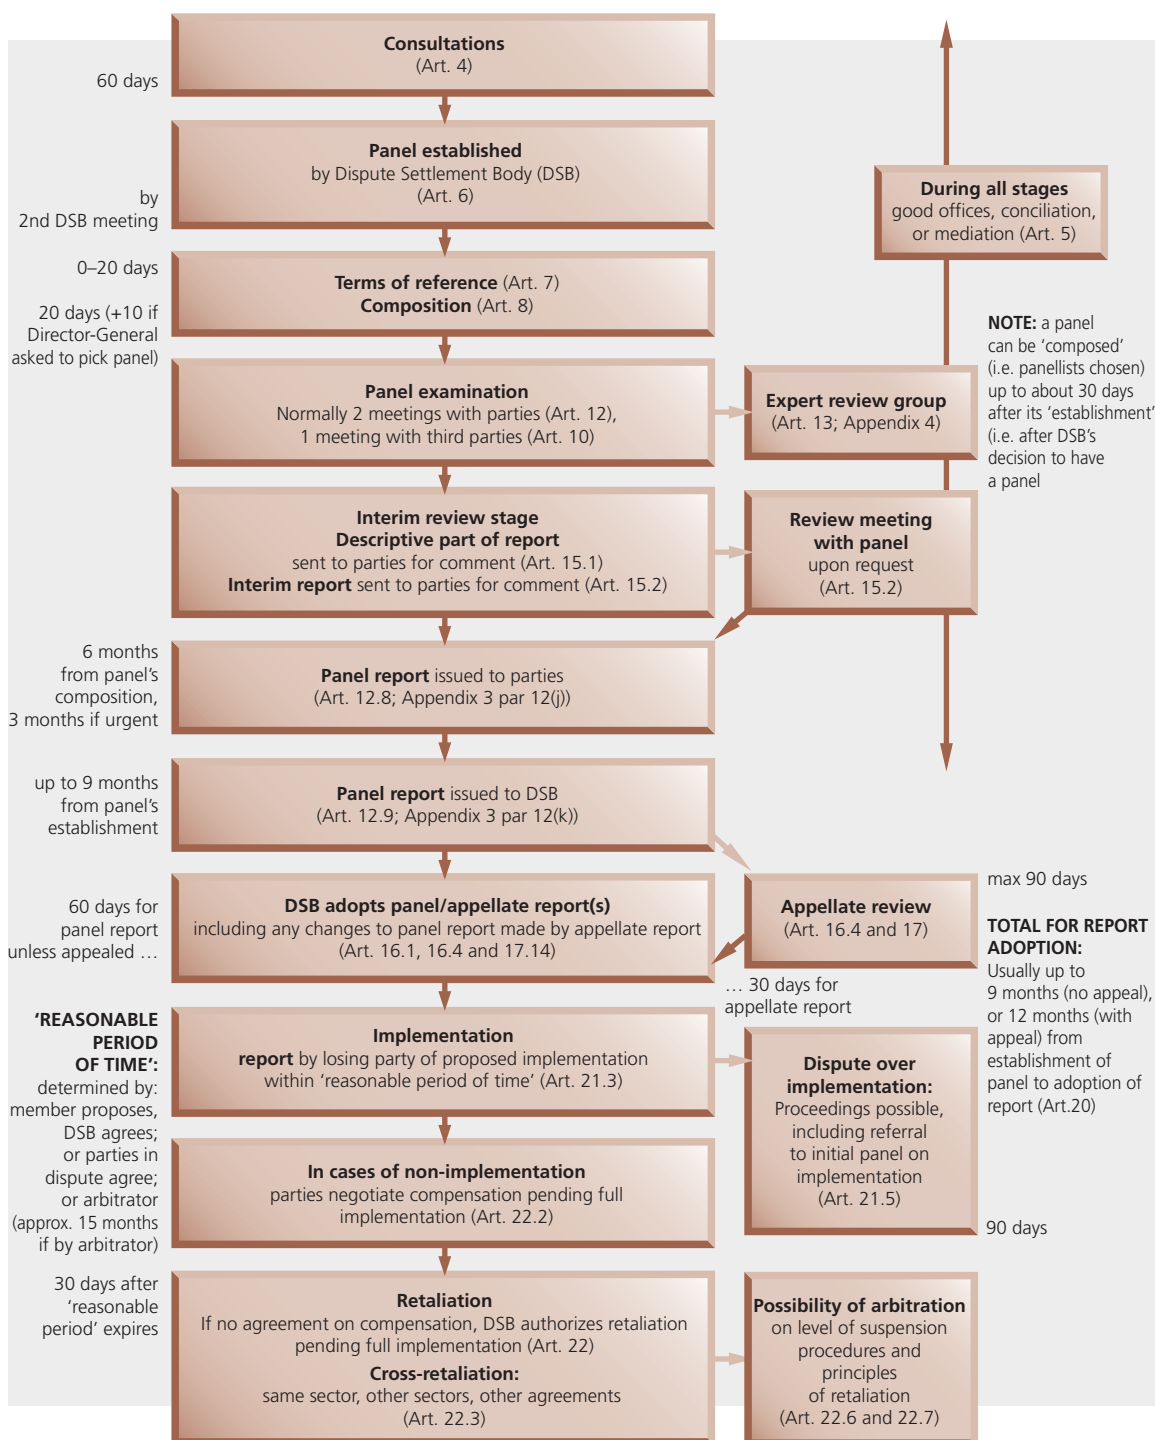 Consultations
(Art. 4)
60 days
Panel established
by Dispute Settlement Body (DSB)
(Art. 6)
by
2nd DSB meeting
During all stages
good offices, conciliation,
or mediation (Art. 5)
0–20 days
Terms of reference (Art. 7)
Composition (Art. 8)
20 days (+10 if
Director-General
asked to pick panel)
NOTE: a panel
can be ‘composed’
(i.e. panellists chosen)
up to about 30 days
after its ‘establishment’
(i.e. after DSB’s
decision to have
a panel
Panel examination
Normally 2 meetings with parties (Art. 12),
1 meeting with third parties (Art. 10)
Expert review group
(Art. 13; Appendix 4)
Interim review stage
Descriptive part of report
sent to parties for comment (Art. 15.1)
Interim report sent to parties for comment (Art. 15.2)
Review meeting
with panel
upon request
(Art. 15.2)
6 months
from panel’s
composition,
3 months if urgent
Panel report issued to parties
(Art. 12.8; Appendix 3 par 12(j))
up to 9 months
from panel’s
establishment
Panel report issued to DSB
(Art. 12.9; Appendix 3 par 12(k))
60 days for
panel report
unless appealed …
DSB adopts panel/appellate report(s)
including any changes to panel report made by appellate report
(Art. 16.1, 16.4 and 17.14)
Appellate review
(Art. 16.4 and 17)
max 90 days
… 30 days for
appellate report
TOTAL FOR REPORT
ADOPTION:
Usually up to
9 months (no appeal),
or 12 months (with
appeal) from
establishment of
panel to adoption of
report (Art.20)
‘REASONABLE
PERIOD
OF TIME’:
determined by:
member proposes,
DSB agrees;
or parties in
dispute agree;
or arbitrator
(approx. 15 months
if by arbitrator)
Implementation
report by losing party of proposed implementation
within ‘reasonable period of time’ (Art. 21.3)
Dispute over
implementation:
Proceedings possible,
including referral
to initial panel on
implementation
(Art. 21.5)
90 days
In cases of non-implementation
parties negotiate compensation pending full
implementation (Art. 22.2)
30 days after
‘reasonable
period’ expires
Retaliation
If no agreement on compensation, DSB authorizes retaliation
pending full implementation (Art. 22)
Cross-retaliation:
same sector, other sectors, other agreements
(Art. 22.3)
Possibility of arbitration
on level of suspension
procedures and
principles
of retaliation
(Art. 22.6 and 22.7)